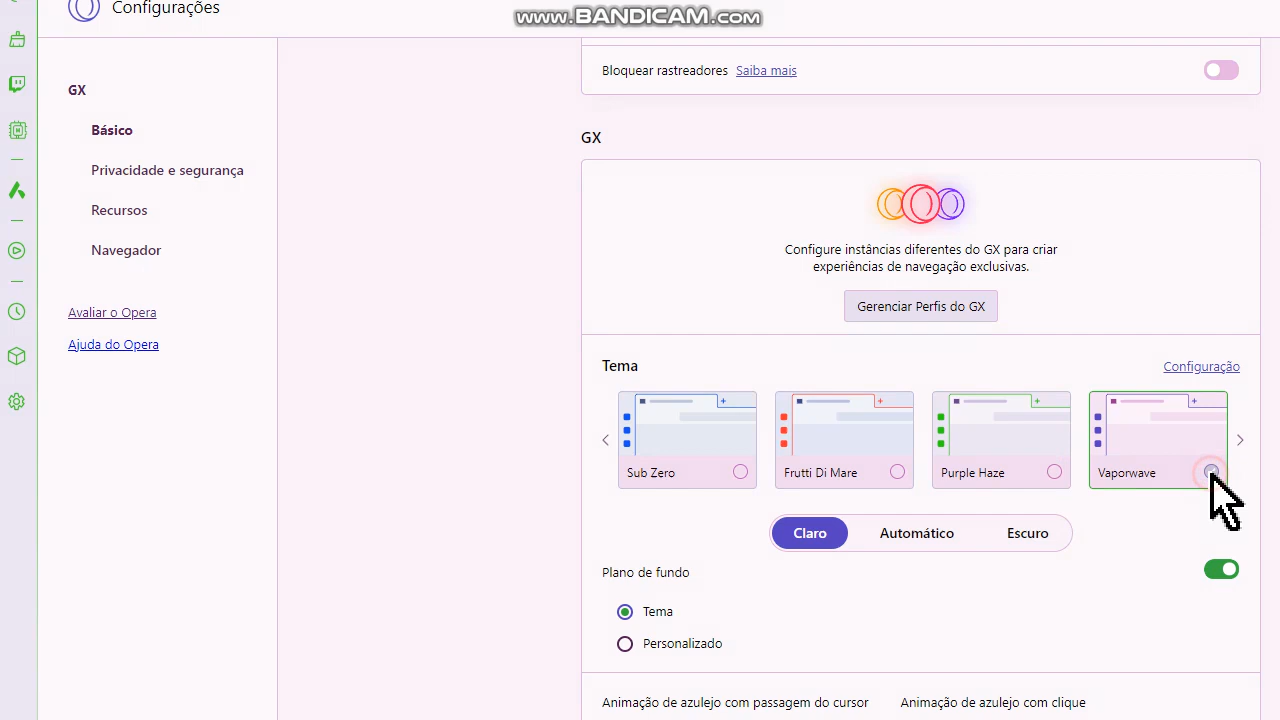 Configurações
www.BANDICAM.com
Bloquear rastreadores Saiba mais
GX
Básico
Privacidade e segurança
Recursos
Navegador
Avaliar o Opera
Ajuda do Opera
GX
Configure instâncias diferentes do GX para criar
experiências de navegação exclusivas.
Gerenciar Perfis do GX
Tema
Configuração
Sub Zero
Frutti Di Mare
Purple Haze
Vaporwave
Claro
Automático
Escuro
Plano de fundo
Tema
Personalizado
Animação de azulejo com passagem do cursor
Animação de azulejo com clique